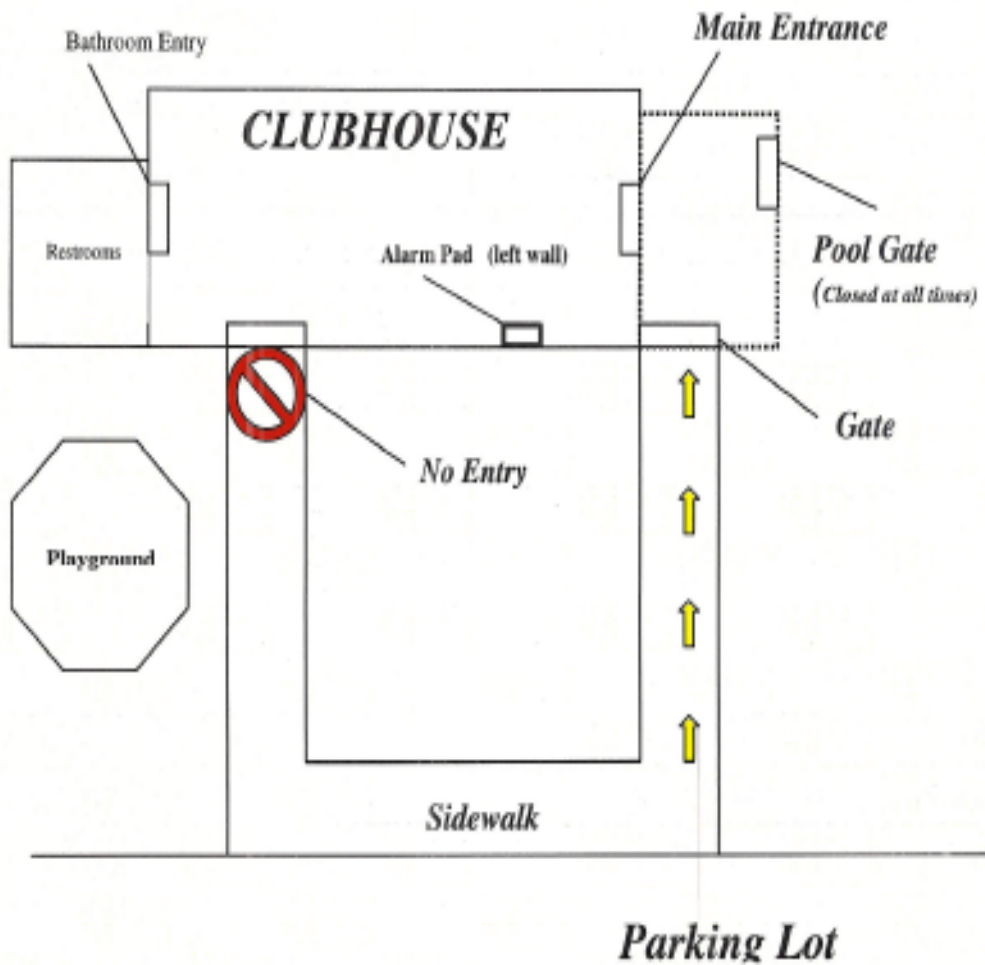 Main Entrance
Bathroom Entry
CLUBHOUSE
Restrooms
Alarm Pad (left wall)
Pool Gate
(Closed at all times)
Gate
No Entry
Playground
Sidewalk
Parking Lot